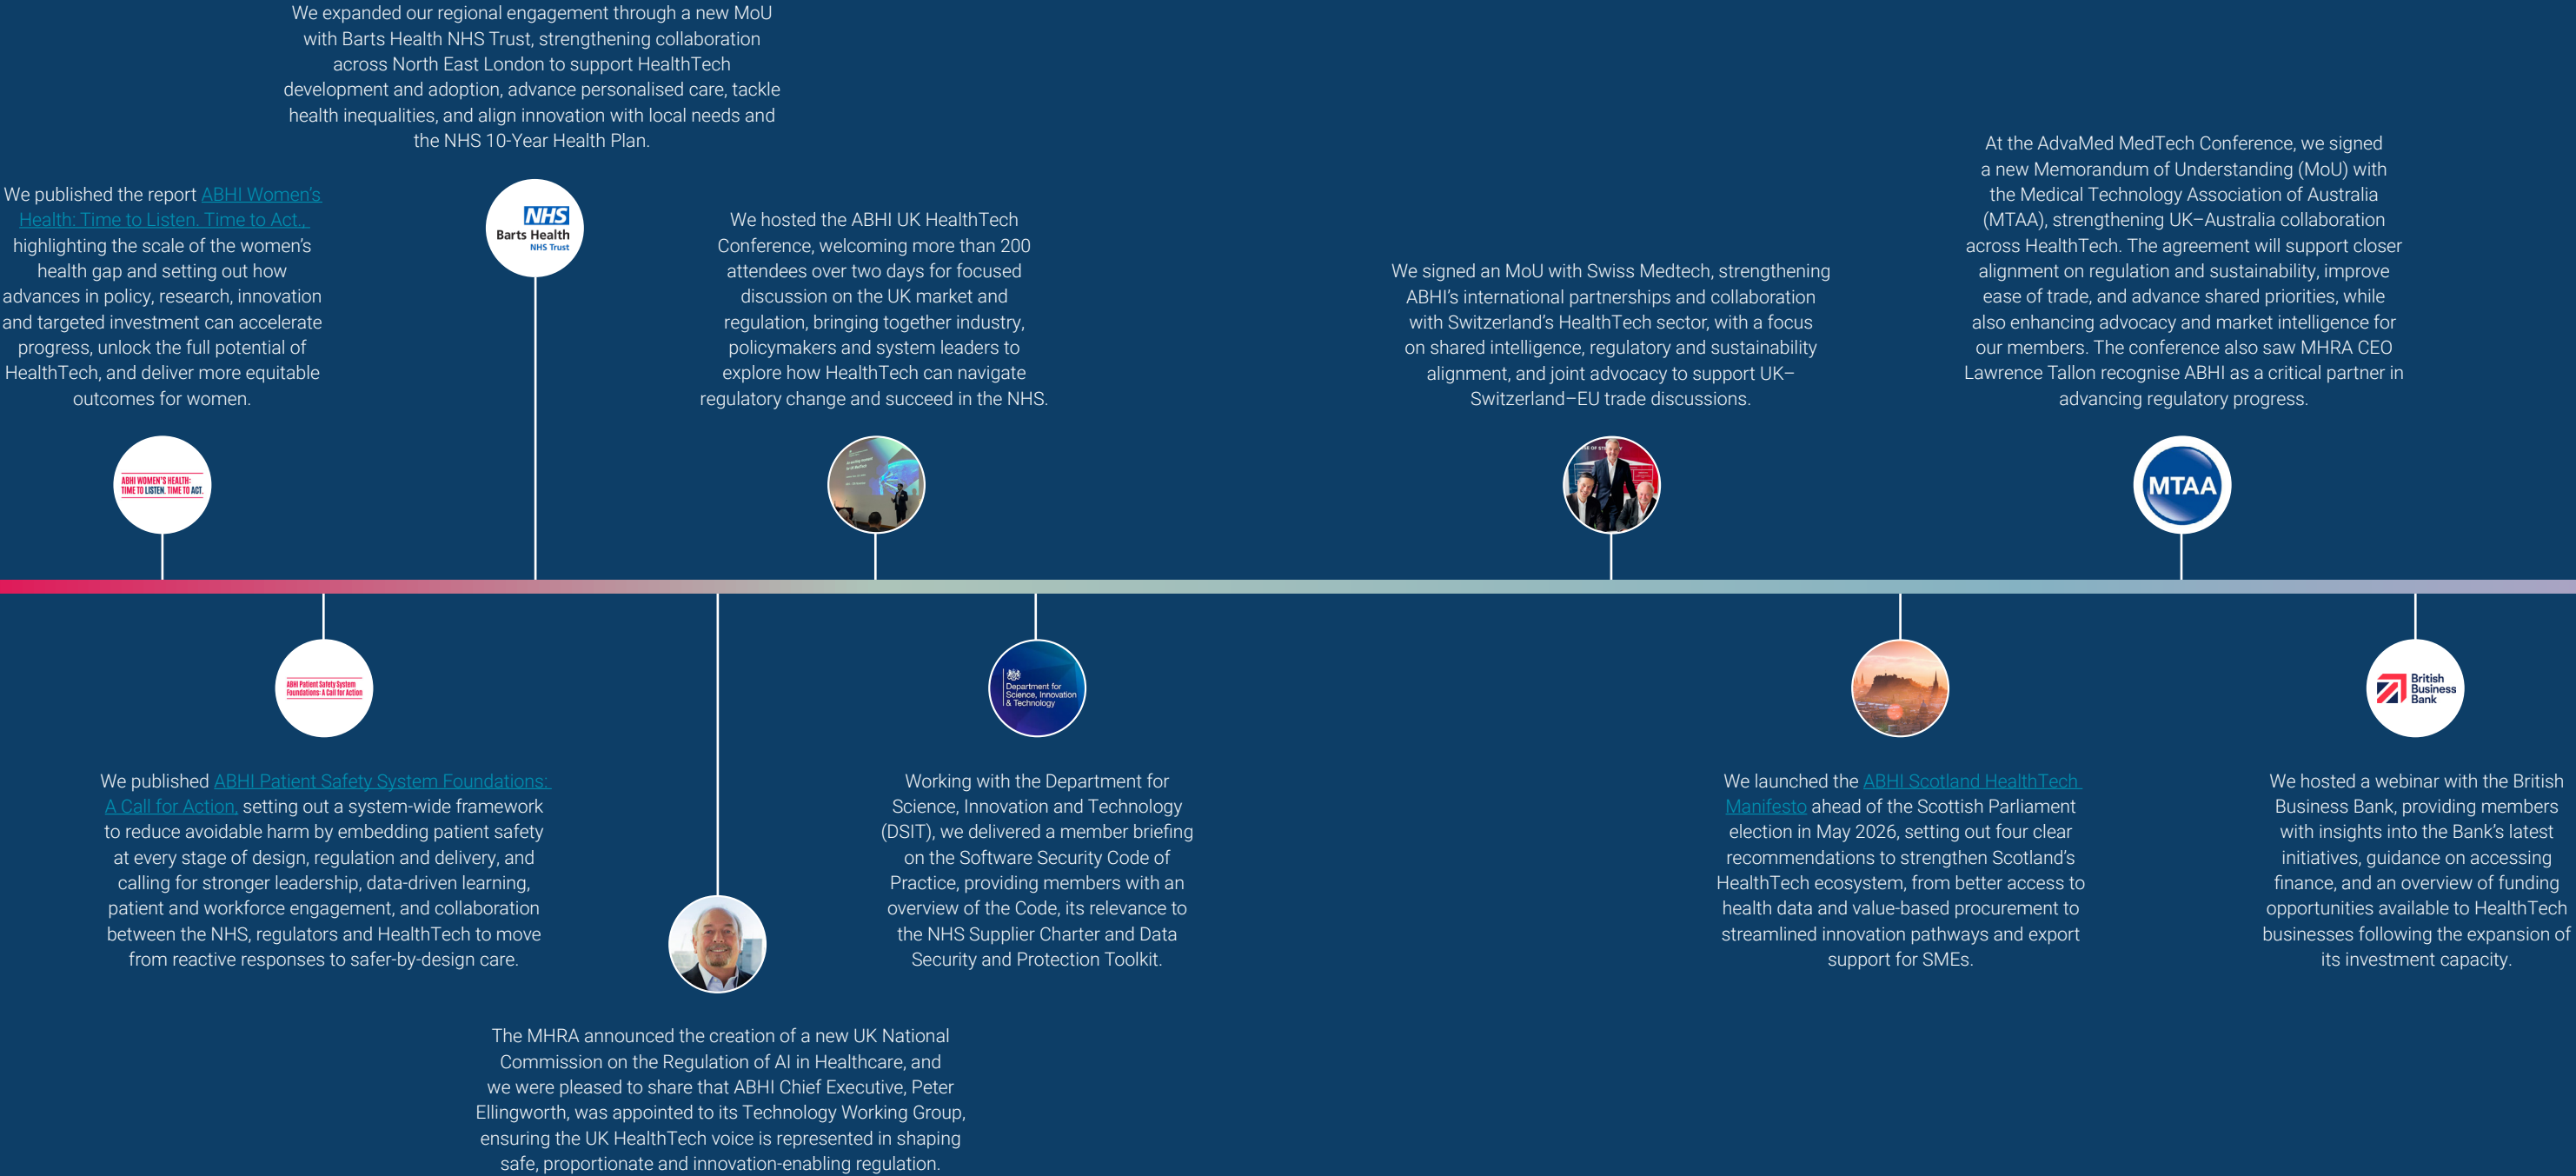 We expanded our regional engagement through a new MoU
with Barts Health NHS Trust, strengthening collaboration
across North East London to support HealthTech
development and adoption, advance personalised care, tackle
health inequalities, and align innovation with local needs and
the NHS 10-Year Health Plan.
We published the report ABHI Women's
Health: Time to Listen. Time to Act.,
highlighting the scale of the women's
health gap and setting out how
advances in policy, research, innovation
and targeted investment can accelerate
progress, unlock the full potential of
HealthTech, and deliver more equitable
outcomes for women.
ABHI WOMEN'S HEALTH:
TIME TO LISTEN. TIME TO ACT.
NHS
Barts Health
NHS Trust
We hosted the ABHI UK HealthTech
Conference, welcoming more than 200
attendees over two days for focused
discussion on the UK market and
regulation, bringing together industry,
policymakers and system leaders to
explore how HealthTech can navigate
regulatory change and succeed in the NHS.
We signed an MoU with Swiss Medtech, strengthening
ABHI's international partnerships and collaboration
with Switzerland's HealthTech sector, with a focus
on shared intelligence, regulatory and sustainability
alignment, and joint advocacy to support UK–
Switzerland–EU trade discussions.
At the AdvaMed MedTech Conference, we signed
a new Memorandum of Understanding (MoU) with
the Medical Technology Association of Australia
(MTAA), strengthening UK–Australia collaboration
across HealthTech. The agreement will support closer
alignment on regulation and sustainability, improve
ease of trade, and advance shared priorities, while
also enhancing advocacy and market intelligence for
our members. The conference also saw MHRA CEO
Lawrence Tallon recognise ABHI as a critical partner in
advancing regulatory progress.
MTAA
ABHI Patient Safety System
Foundations: A Call for Action
We published ABHI Patient Safety System Foundations:
A Call for Action, setting out a system-wide framework
to reduce avoidable harm by embedding patient safety
at every stage of design, regulation and delivery, and
calling for stronger leadership, data-driven learning,
patient and workforce engagement, and collaboration
between the NHS, regulators and HealthTech to move
from reactive responses to safer-by-design care.
The MHRA announced the creation of a new UK National
Commission on the Regulation of AI in Healthcare, and
we were pleased to share that ABHI Chief Executive, Peter
Ellingworth, was appointed to its Technology Working Group,
ensuring the UK HealthTech voice is represented in shaping
safe, proportionate and innovation-enabling regulation.
Department for
Science, Innovation
& Technology
Working with the Department for
Science, Innovation and Technology
(DSIT), we delivered a member briefing
on the Software Security Code of
Practice, providing members with an
overview of the Code, its relevance to
the NHS Supplier Charter and Data
Security and Protection Toolkit.
We launched the ABHI Scotland HealthTech
Manifesto ahead of the Scottish Parliament
election in May 2026, setting out four clear
recommendations to strengthen Scotland's
HealthTech ecosystem, from better access to
health data and value-based procurement to
streamlined innovation pathways and export
support for SMEs.
British
Business
Bank
We hosted a webinar with the British
Business Bank, providing members
with insights into the Bank's latest
initiatives, guidance on accessing
finance, and an overview of funding
opportunities available to HealthTech
businesses following the expansion of
its investment capacity.